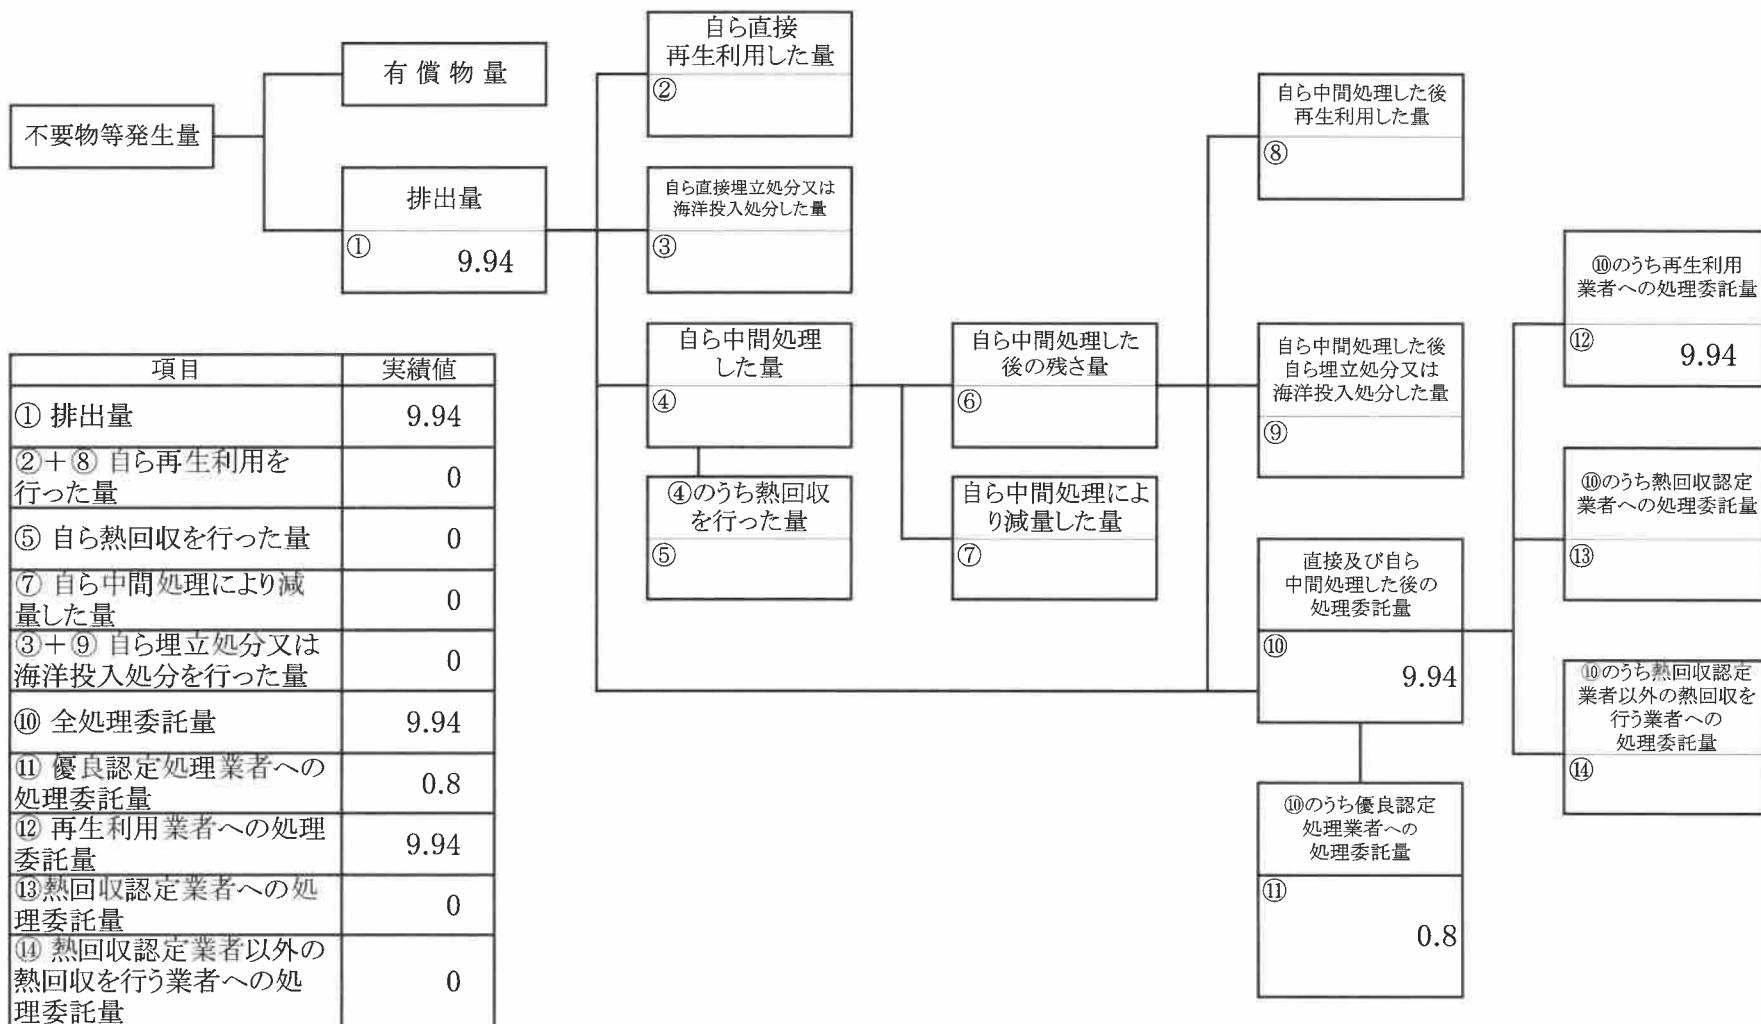 不要物等発生量
有償物量
排出量
①
9.94
自ら直接
再生利用した量
②
自ら直接埋立処分又は
海洋投入処分した量
③
自ら中間処理
した量
④
④のうち熱回収
を行った量
⑤
自ら中間処理した
後の残さ量
⑥
自ら中間処理によ
り減量した量
⑦
自ら中間処理した後
再生利用した量
⑧
自ら中間処理した後
自ら埋立処分又は
海洋投入処分した量
⑨
直接及び自ら
中間処理した後の
処理委託量
⑩
9.94
⑩のうち優良認定
処理業者への
処理委託量
⑪
0.8
⑩のうち再生利用
業者への処理委託量
⑫
9.94
⑩のうち熱回収認定
業者への処理委託量
⑬
⑩のうち熱回収認定
業者以外の熱回収を
行う業者への
処理委託量
⑭
項目 実績値
① 排出量 9.94
②＋⑧ 自ら再生利用を
行った量 0
⑤ 自ら熱回収を行った量 0
⑦ 自ら中間処理により減
量した量 0
③＋⑨ 自ら埋立処分又は
海洋投入処分を行った量 0
⑩ 全処理委託量 9.94
⑪ 優良認定処理業者への
処理委託量 0.8
⑫ 再生利用業者への処理
委託量 9.94
⑬熱回収認定業者への処
理委託量 0
⑭ 熱回収認定業者以外の
熱回収を行う業者への処
理委託量 0